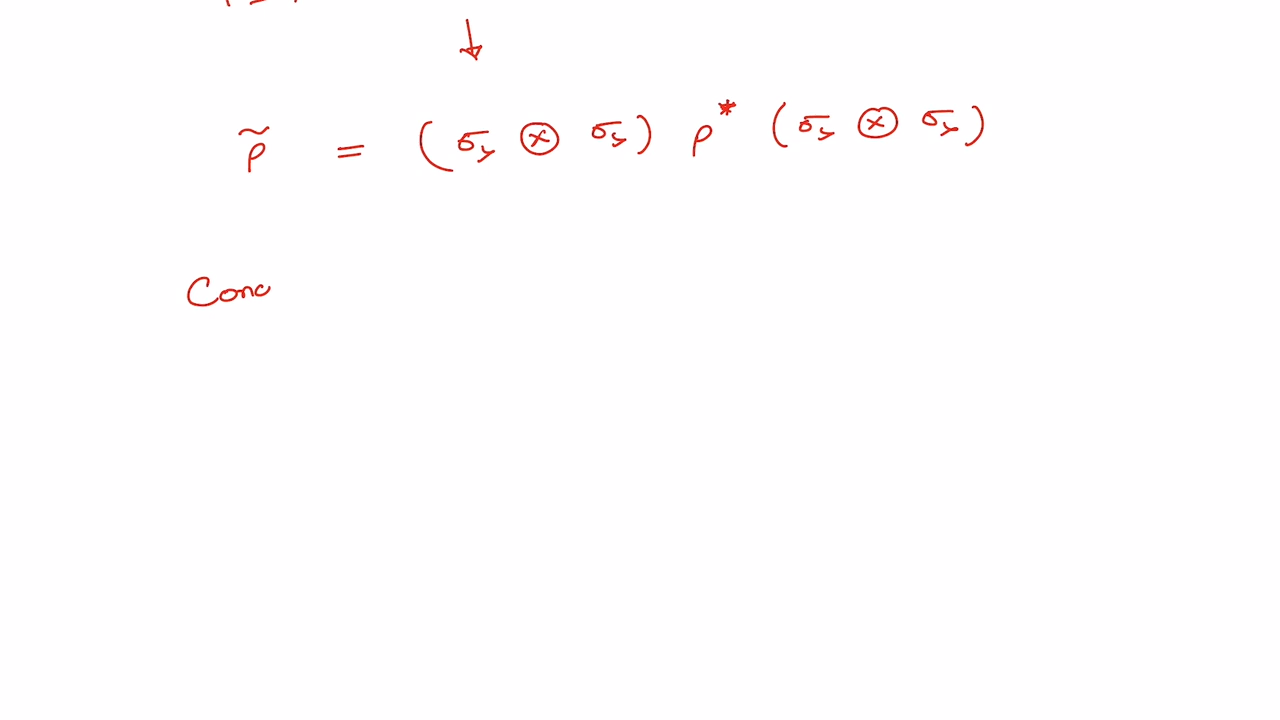 ρ̃ = (σ_y ⊗ σ_y) ρ* (σ_y ⊗ σ_y)
Conc